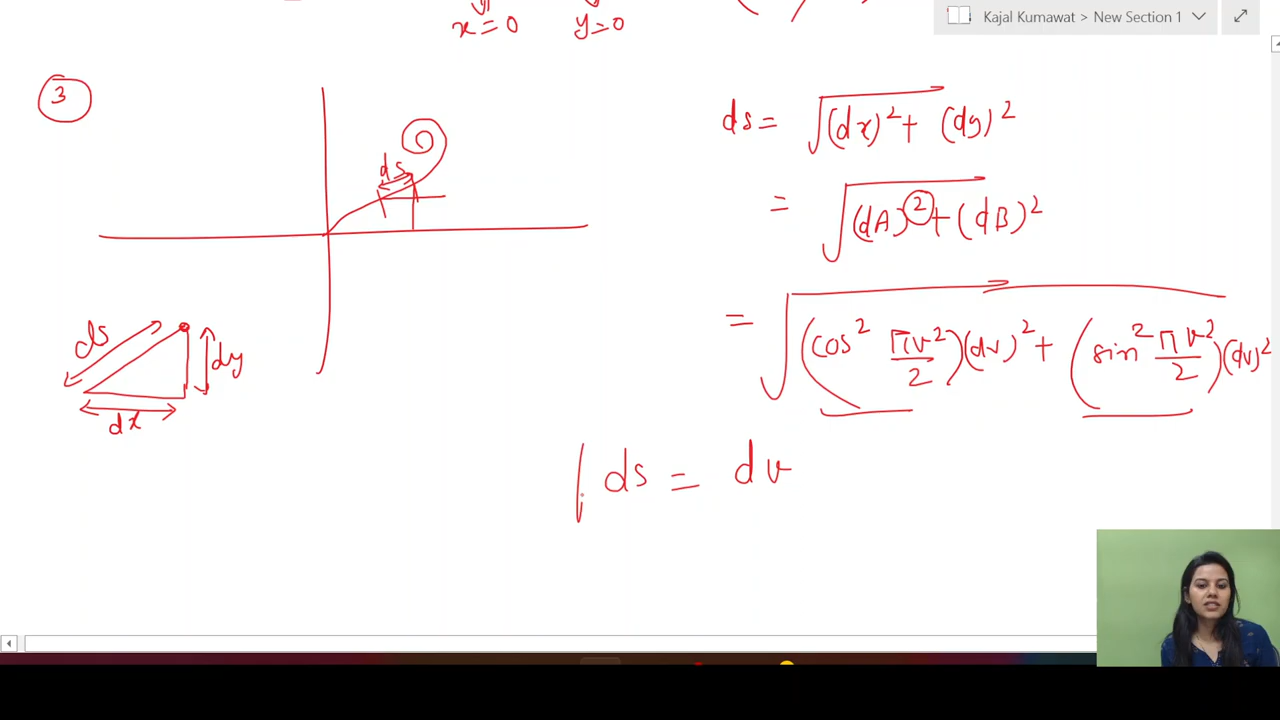 x=0 y=0
Kajal Kumawat > New Section 1
3
ds
ds= √(dx)²+ (dy)²
= √(dA)²+(dB)²
= √(cos² πv²/2)(dv)²+ (sin² πv²/2)(dv)²
ds
dy
dx
ds = dv